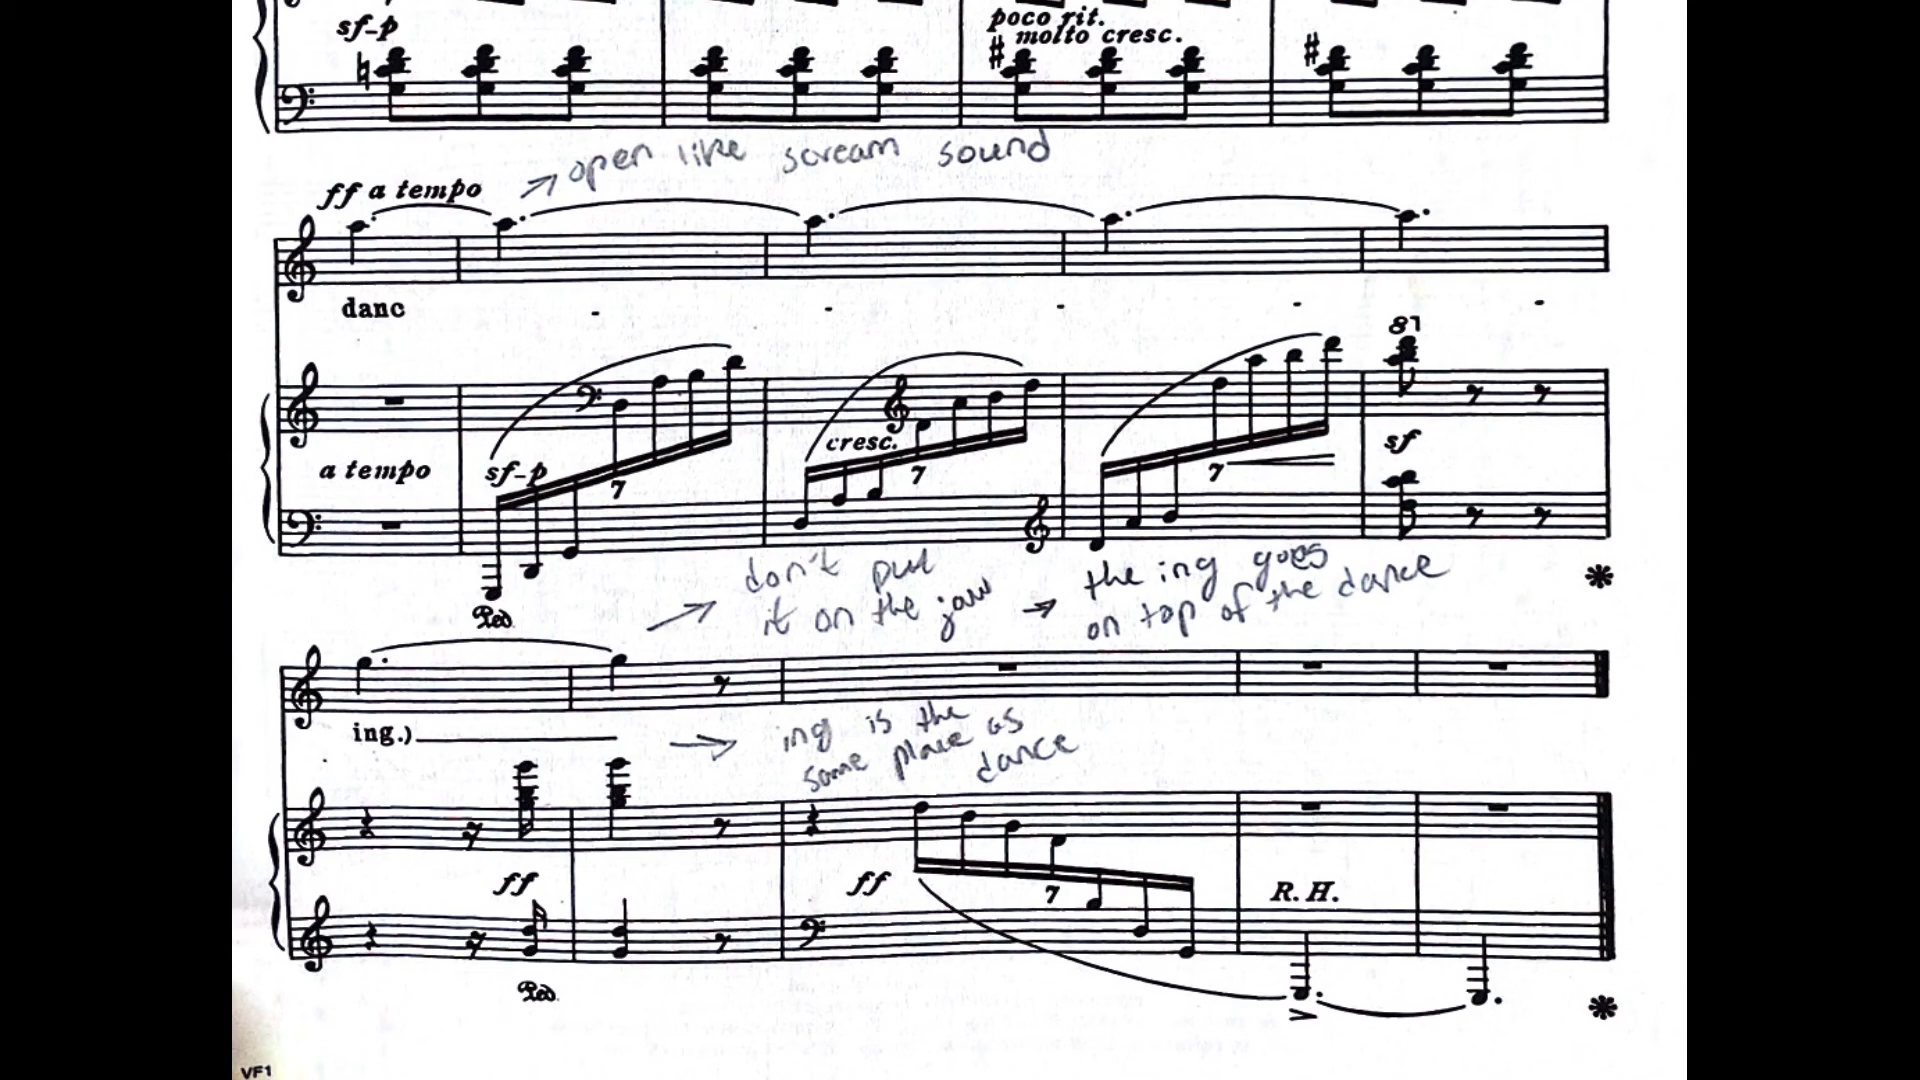 sf-p
poco rit.
molto cresc.
→ open like scream sound
ff a tempo
danc - - - - -
8
a tempo
sf-p
7
cresc.
7
7
sf
Ped.
→ don't put
it on the jaw
→ the ing goes
on top of the dance
*
ing.)
→ ing is the
same place as
dance
ff
ff
7
R.H.
Ped.
*
VF1